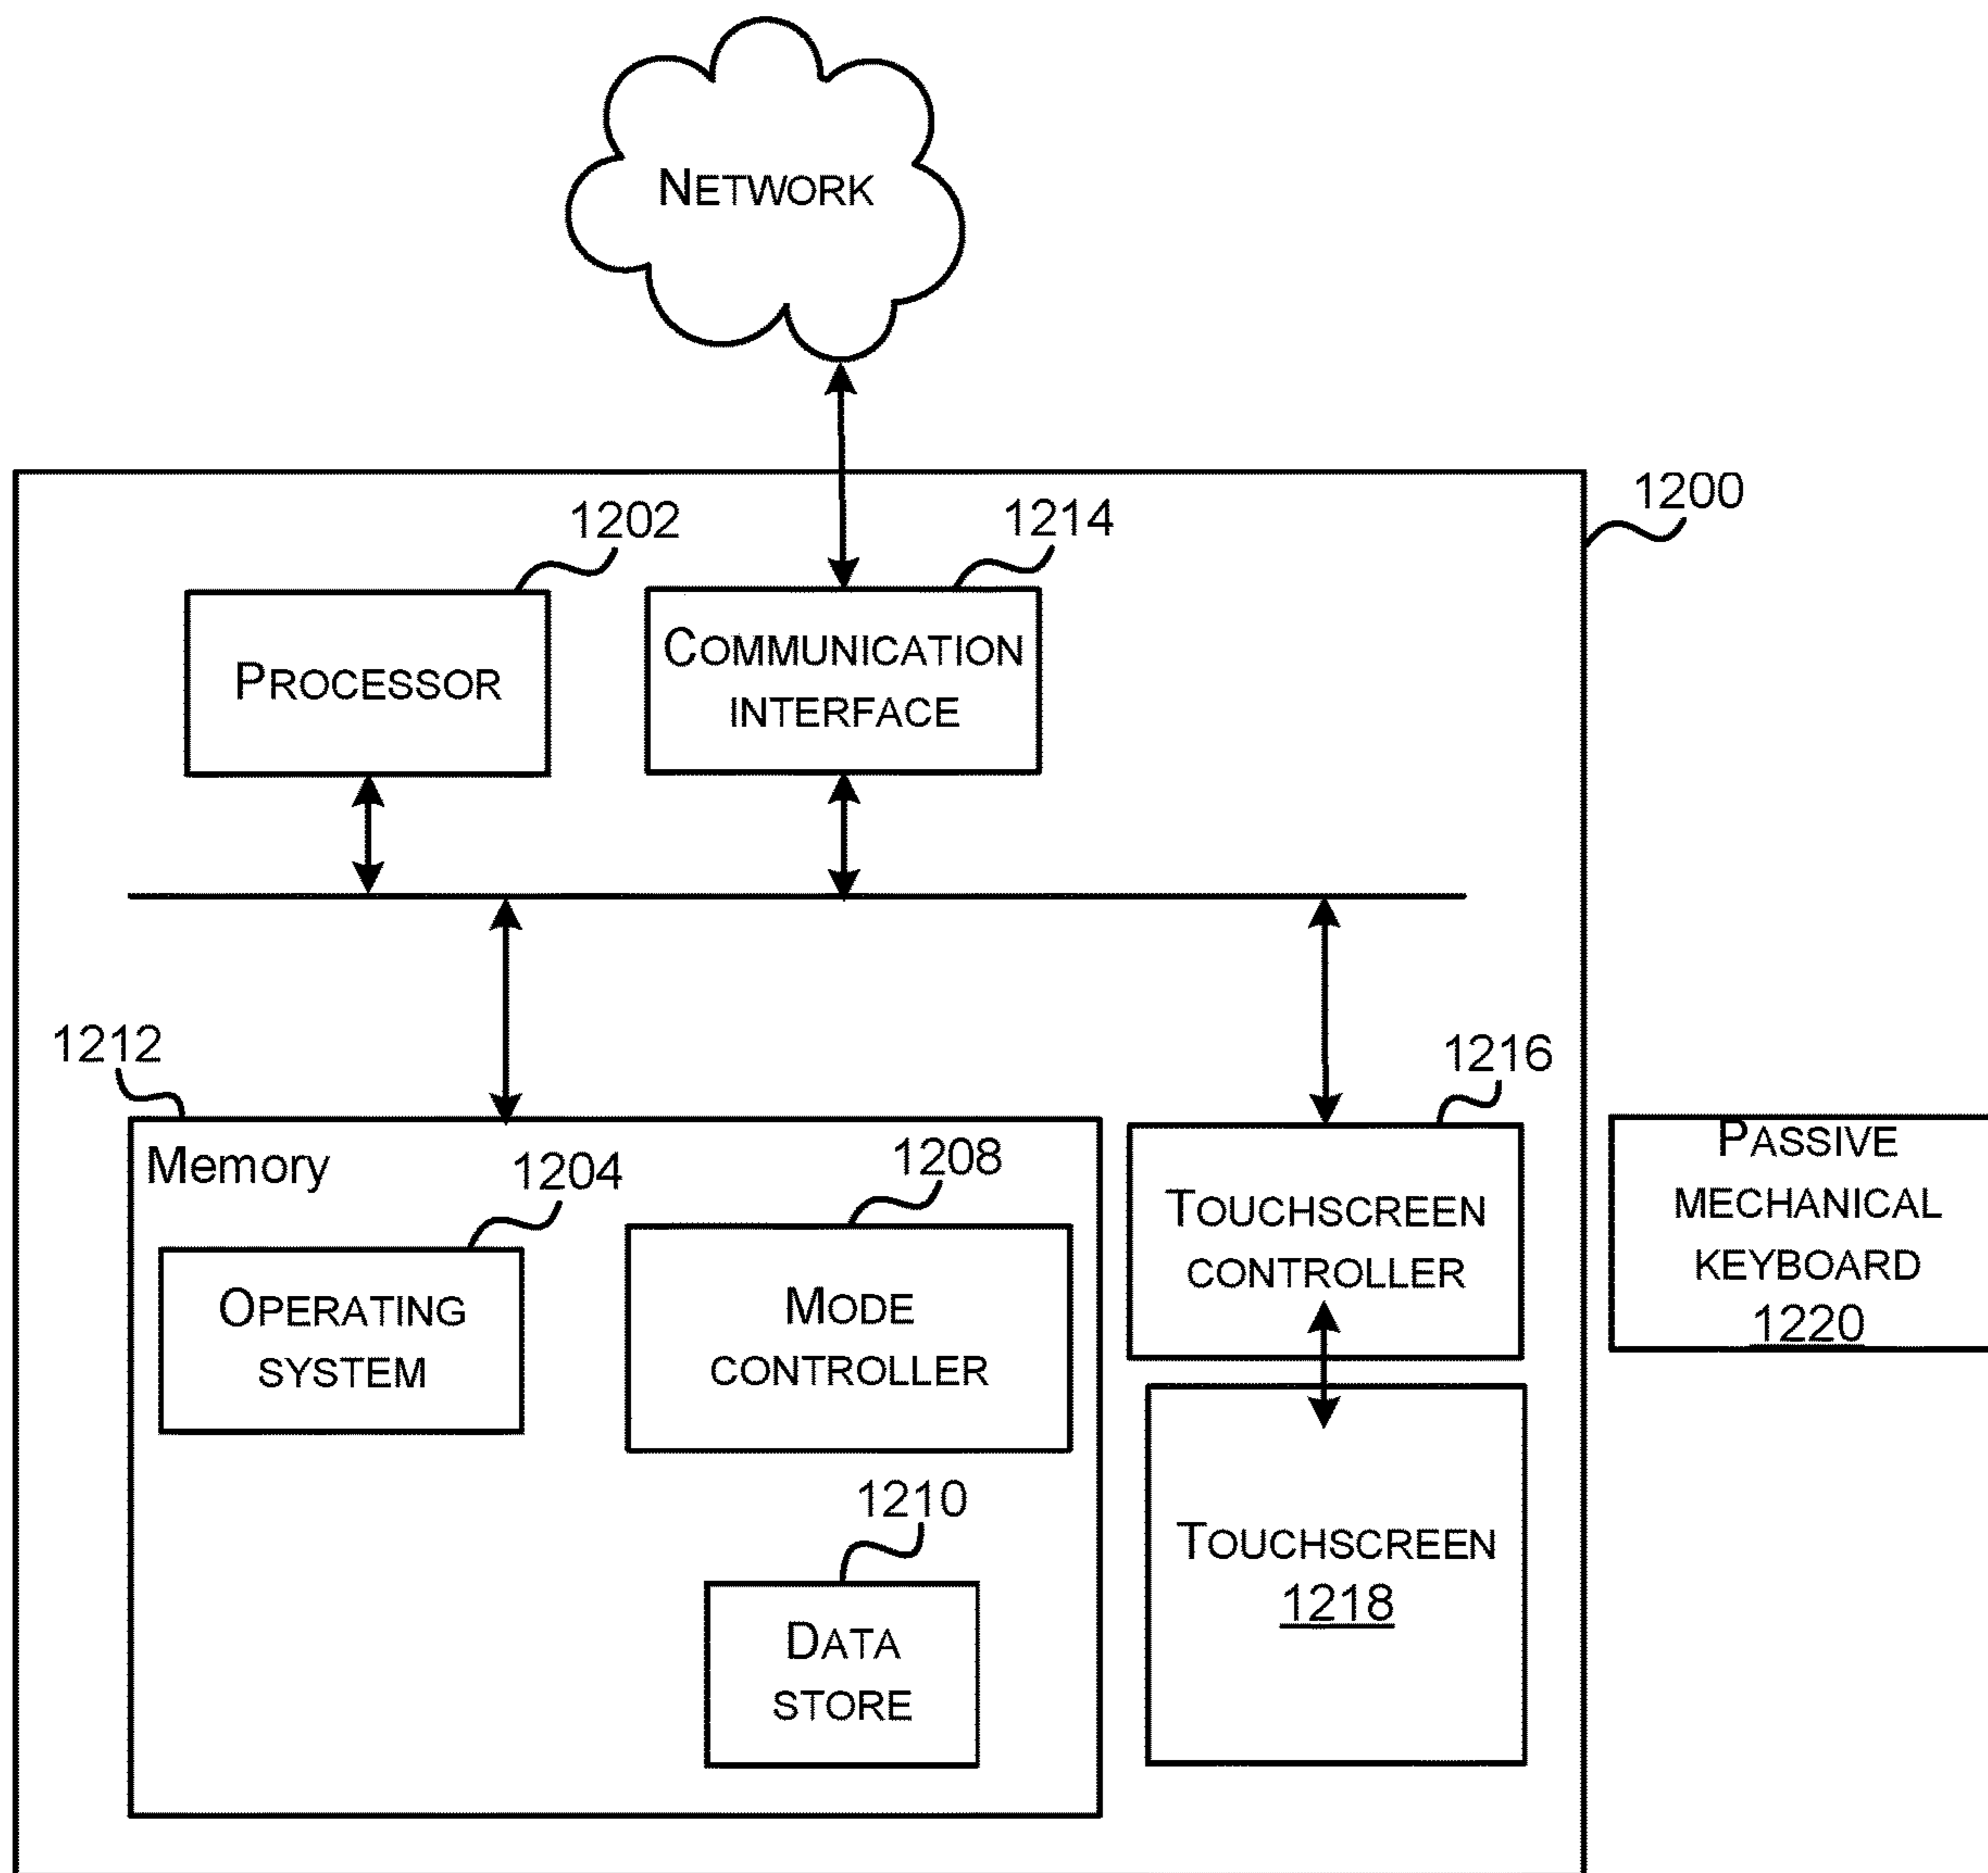 NETWORK
1200
1202
1214
PROCESSOR
COMMUNICATION
INTERFACE
1212
1216
Memory
1204
1208
OPERATING
SYSTEM
MODE
CONTROLLER
TOUCHSCREEN
CONTROLLER
PASSIVE
MECHANICAL
KEYBOARD
1220
1210
DATA
STORE
TOUCHSCREEN
1218